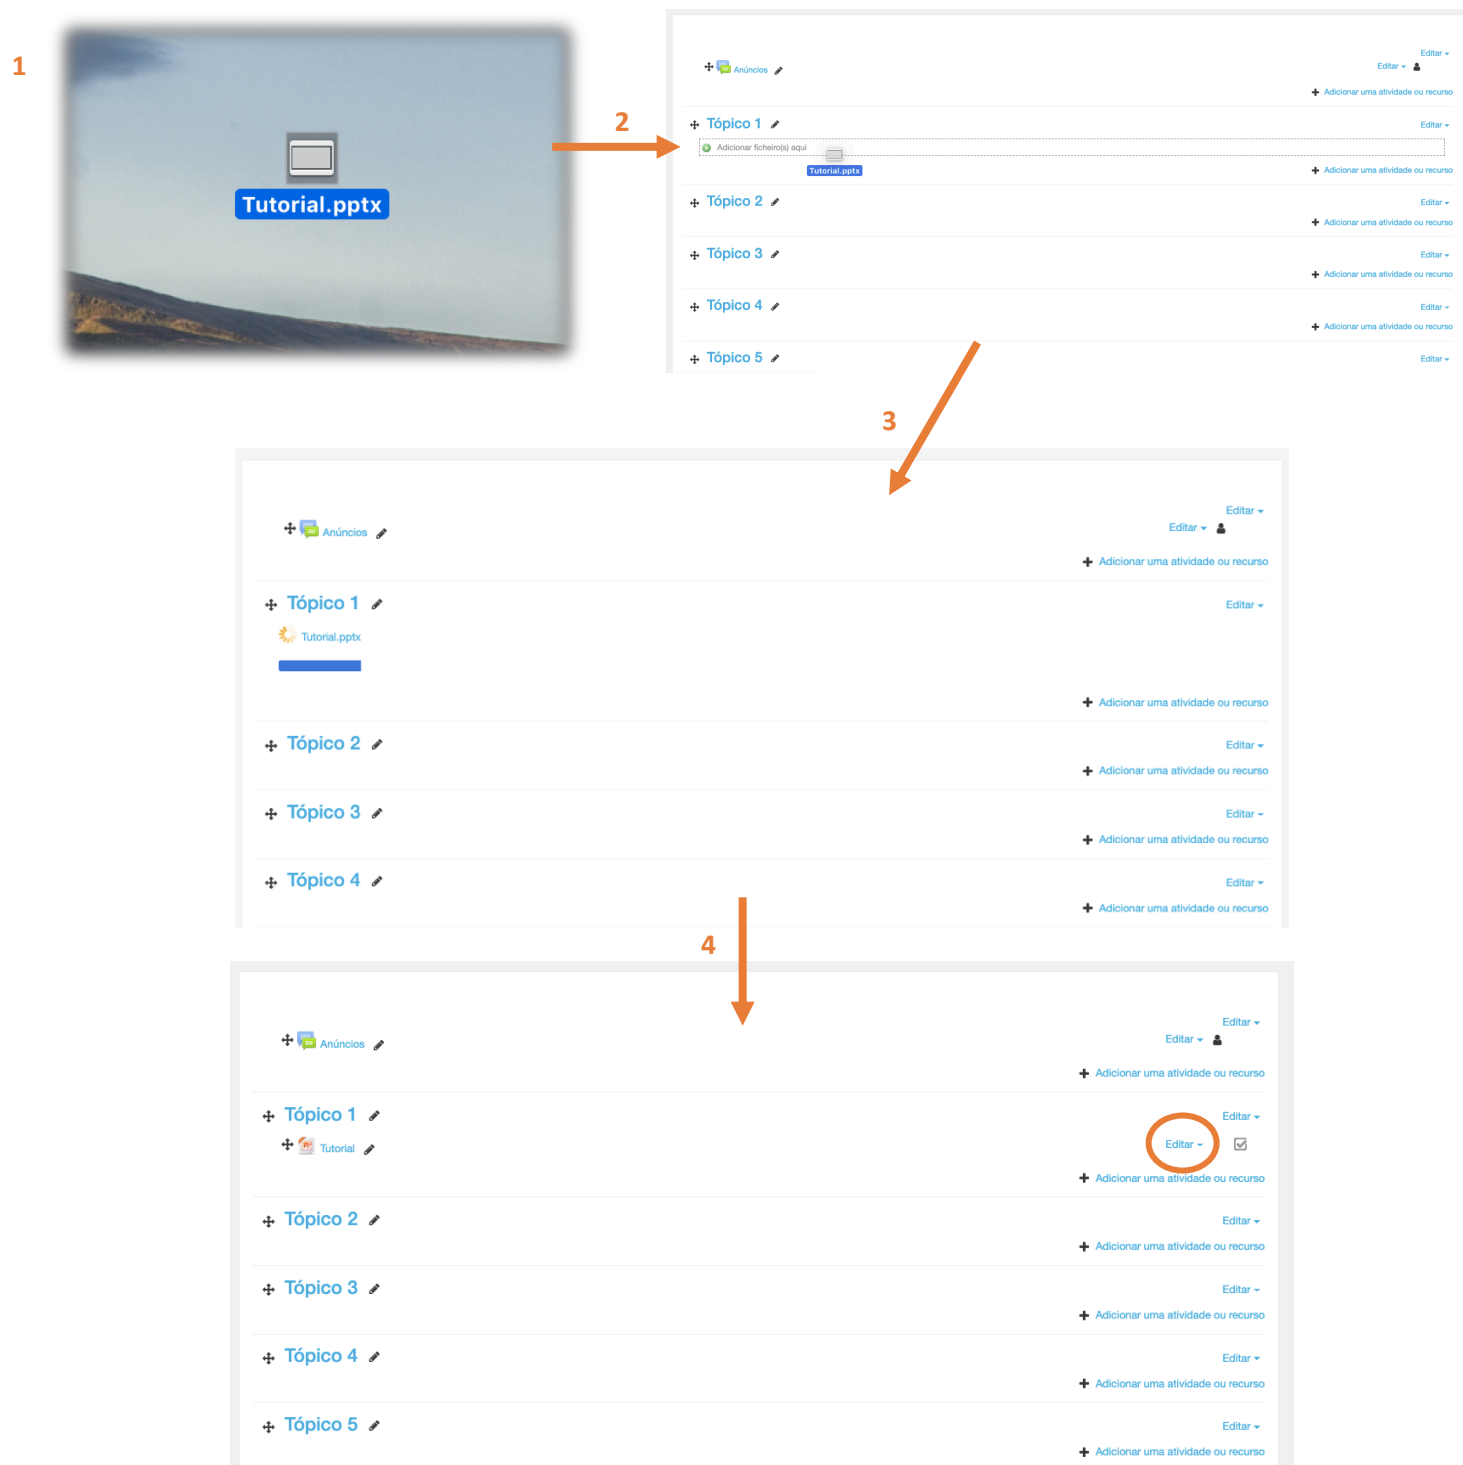 1
Tutorial.pptx
2
Editar
Anúncios
Editar
Adicionar uma atividade ou recurso
Tópico 1
Editar
Adicionar ficheiro(s) aqui
Tutorial.pptx
Adicionar uma atividade ou recurso
Tópico 2
Editar
Adicionar uma atividade ou recurso
Tópico 3
Editar
Adicionar uma atividade ou recurso
Tópico 4
Editar
Adicionar uma atividade ou recurso
Tópico 5
Editar
3
Editar
Anúncios
Editar
Adicionar uma atividade ou recurso
Tópico 1
Editar
Tutorial.pptx
Adicionar uma atividade ou recurso
Tópico 2
Editar
Adicionar uma atividade ou recurso
Tópico 3
Editar
Adicionar uma atividade ou recurso
Tópico 4
Editar
Adicionar uma atividade ou recurso
4
Editar
Anúncios
Editar
Adicionar uma atividade ou recurso
Tópico 1
Editar
Tutorial
Editar
Adicionar uma atividade ou recurso
Tópico 2
Editar
Adicionar uma atividade ou recurso
Tópico 3
Editar
Adicionar uma atividade ou recurso
Tópico 4
Editar
Adicionar uma atividade ou recurso
Tópico 5
Editar
Adicionar uma atividade ou recurso